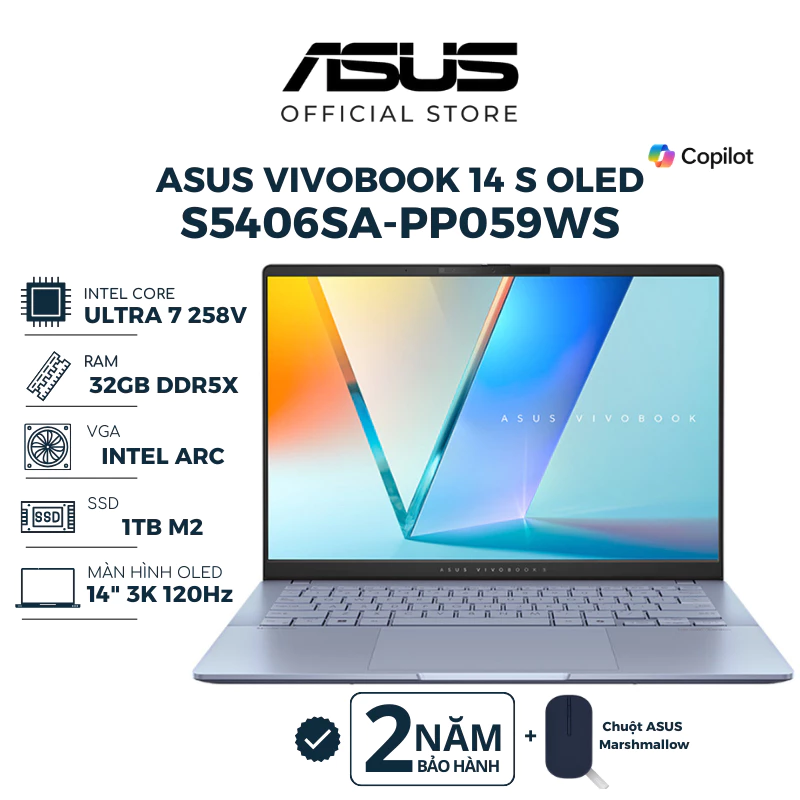 ASUS
OFFICIAL STORE
Copilot
ASUS VIVOBOOK 14 S OLED
S5406SA-PP059WS
INTEL CORE
ULTRA 7 258V
RAM
32GB DDR5X
VGA
INTEL ARC
SSD
SSD
1TB M2
MÀN HÌNH OLED
14" 3K 120Hz
ASUS VIVOBOOK
ASUS VIVOBOOK S
2 NĂM
BẢO HÀNH
+
Chuột ASUS
Marshmallow